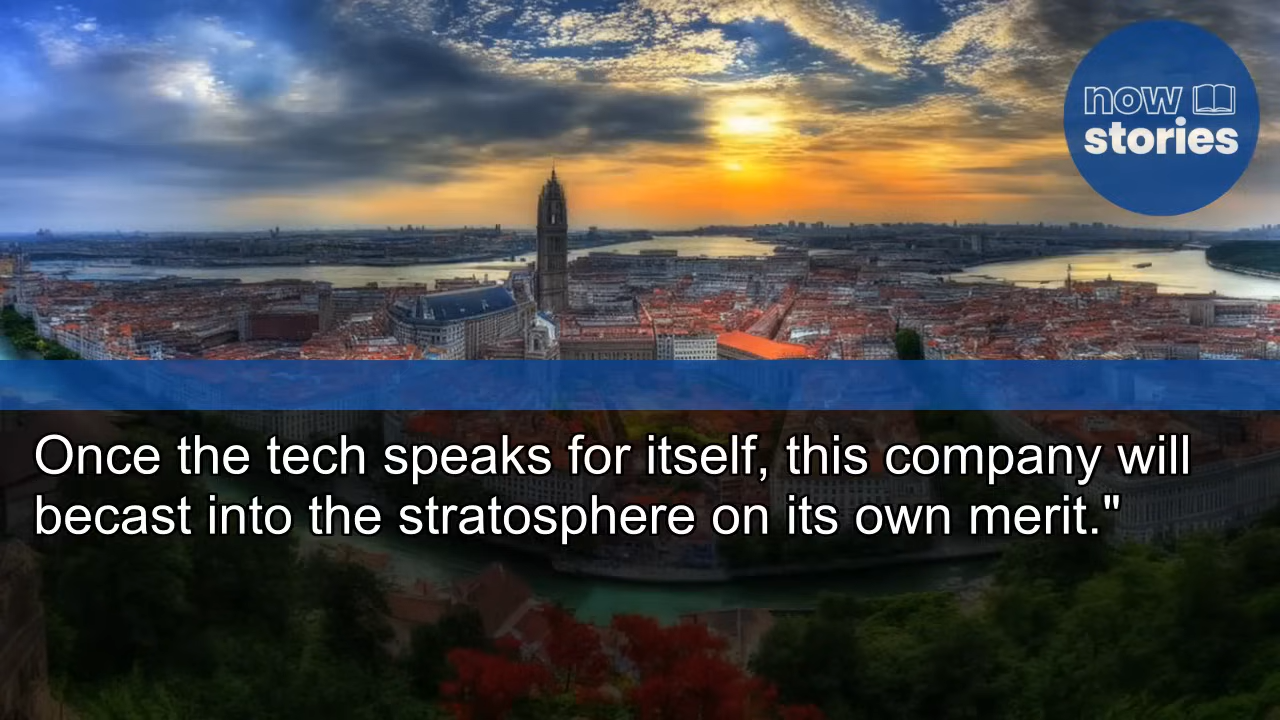 now
stories
Once the tech speaks for itself, this company will
becast into the stratosphere on its own merit."